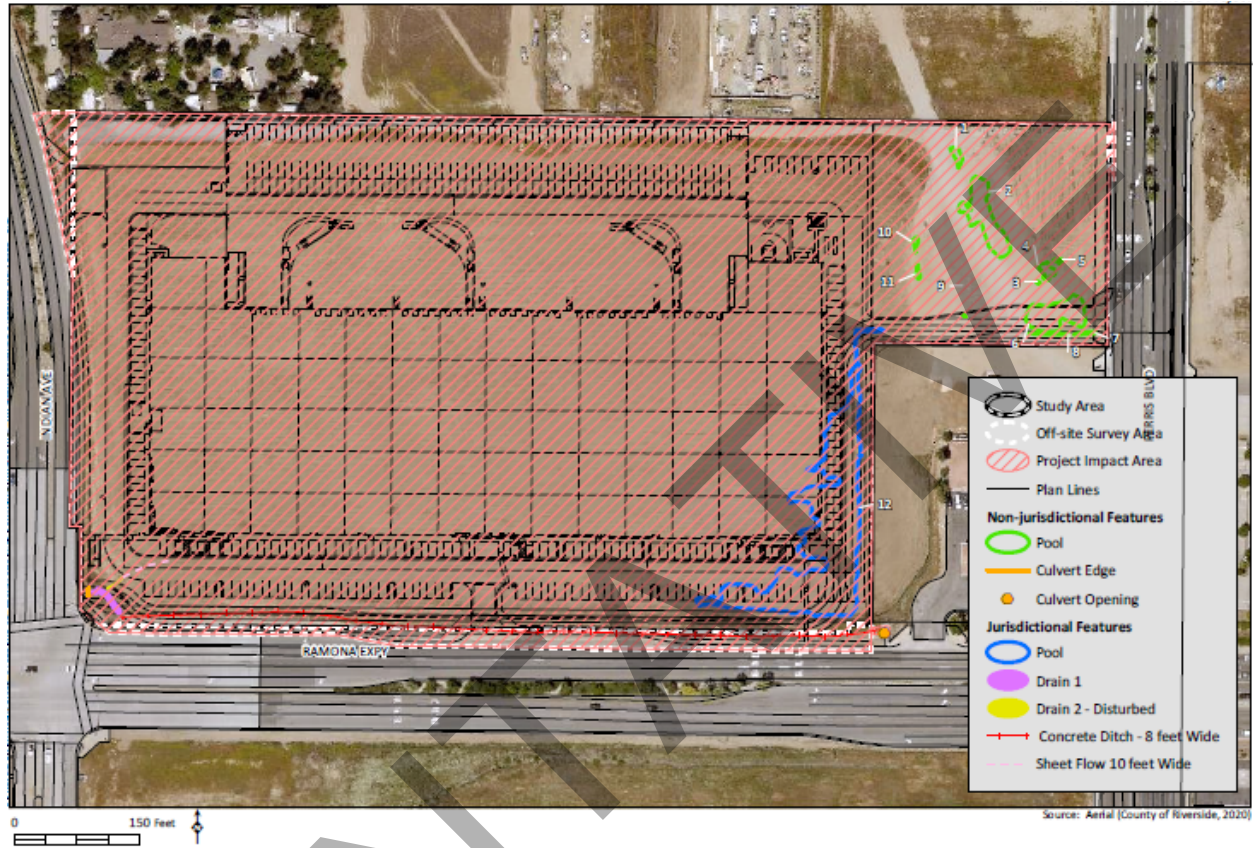 1
2
10
4
5
11
9
3
6
7
8
12
INDIAN AVE
PERRIS BLVD
RAMONA EXPY
Study Area
Off-site Survey Area
Project Impact Area
Plan Lines
Non-jurisdictional Features
Pool
Culvert Edge
Culvert Opening
Jurisdictional Features
Pool
Drain 1
Drain 2 - Disturbed
Concrete Ditch - 8 feet Wide
Sheet Flow 10 feet Wide
0 150 Feet
Source: Aerial (County of Riverside, 2020)
NTATIVE